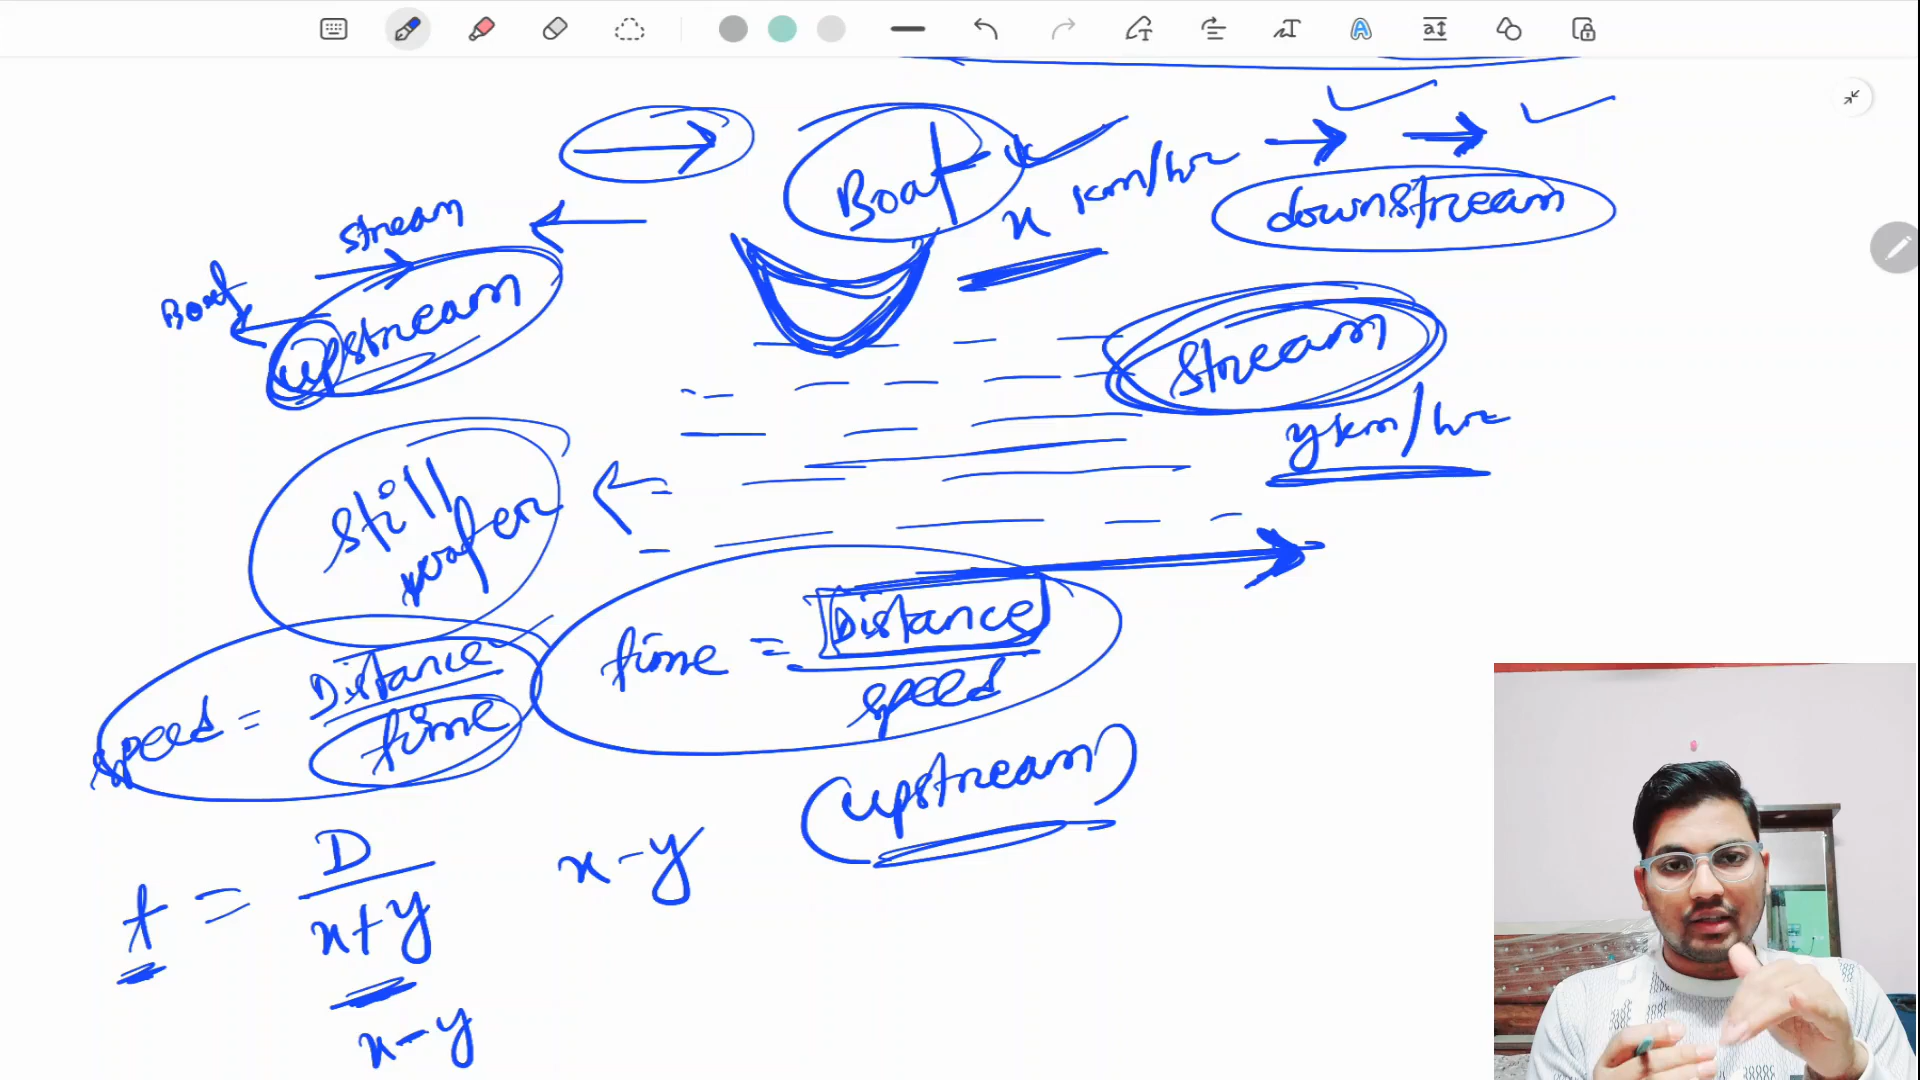 Boat
x km/hr
downstream
stream
Boat
upstream
stream
y km/hr
still
water
speed = Distance
time
time = Distance
speed
(upstream)
t = D
x+y
x-y
x-y